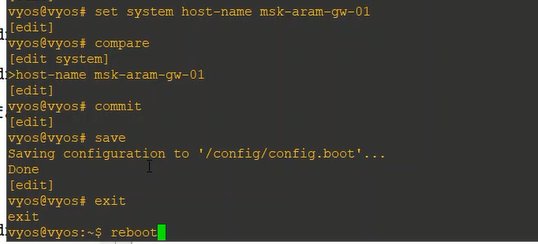 vyos@vyos# set system host-name msk-aram-gw-01
[edit]
vyos@vyos# compare
[edit system]
>host-name msk-aram-gw-01
[edit]
vyos@vyos# commit
[edit]
vyos@vyos# save
Saving configuration to '/config/config.boot'...
Done
[edit]
vyos@vyos# exit
exit
vyos@vyos:~$ reboot